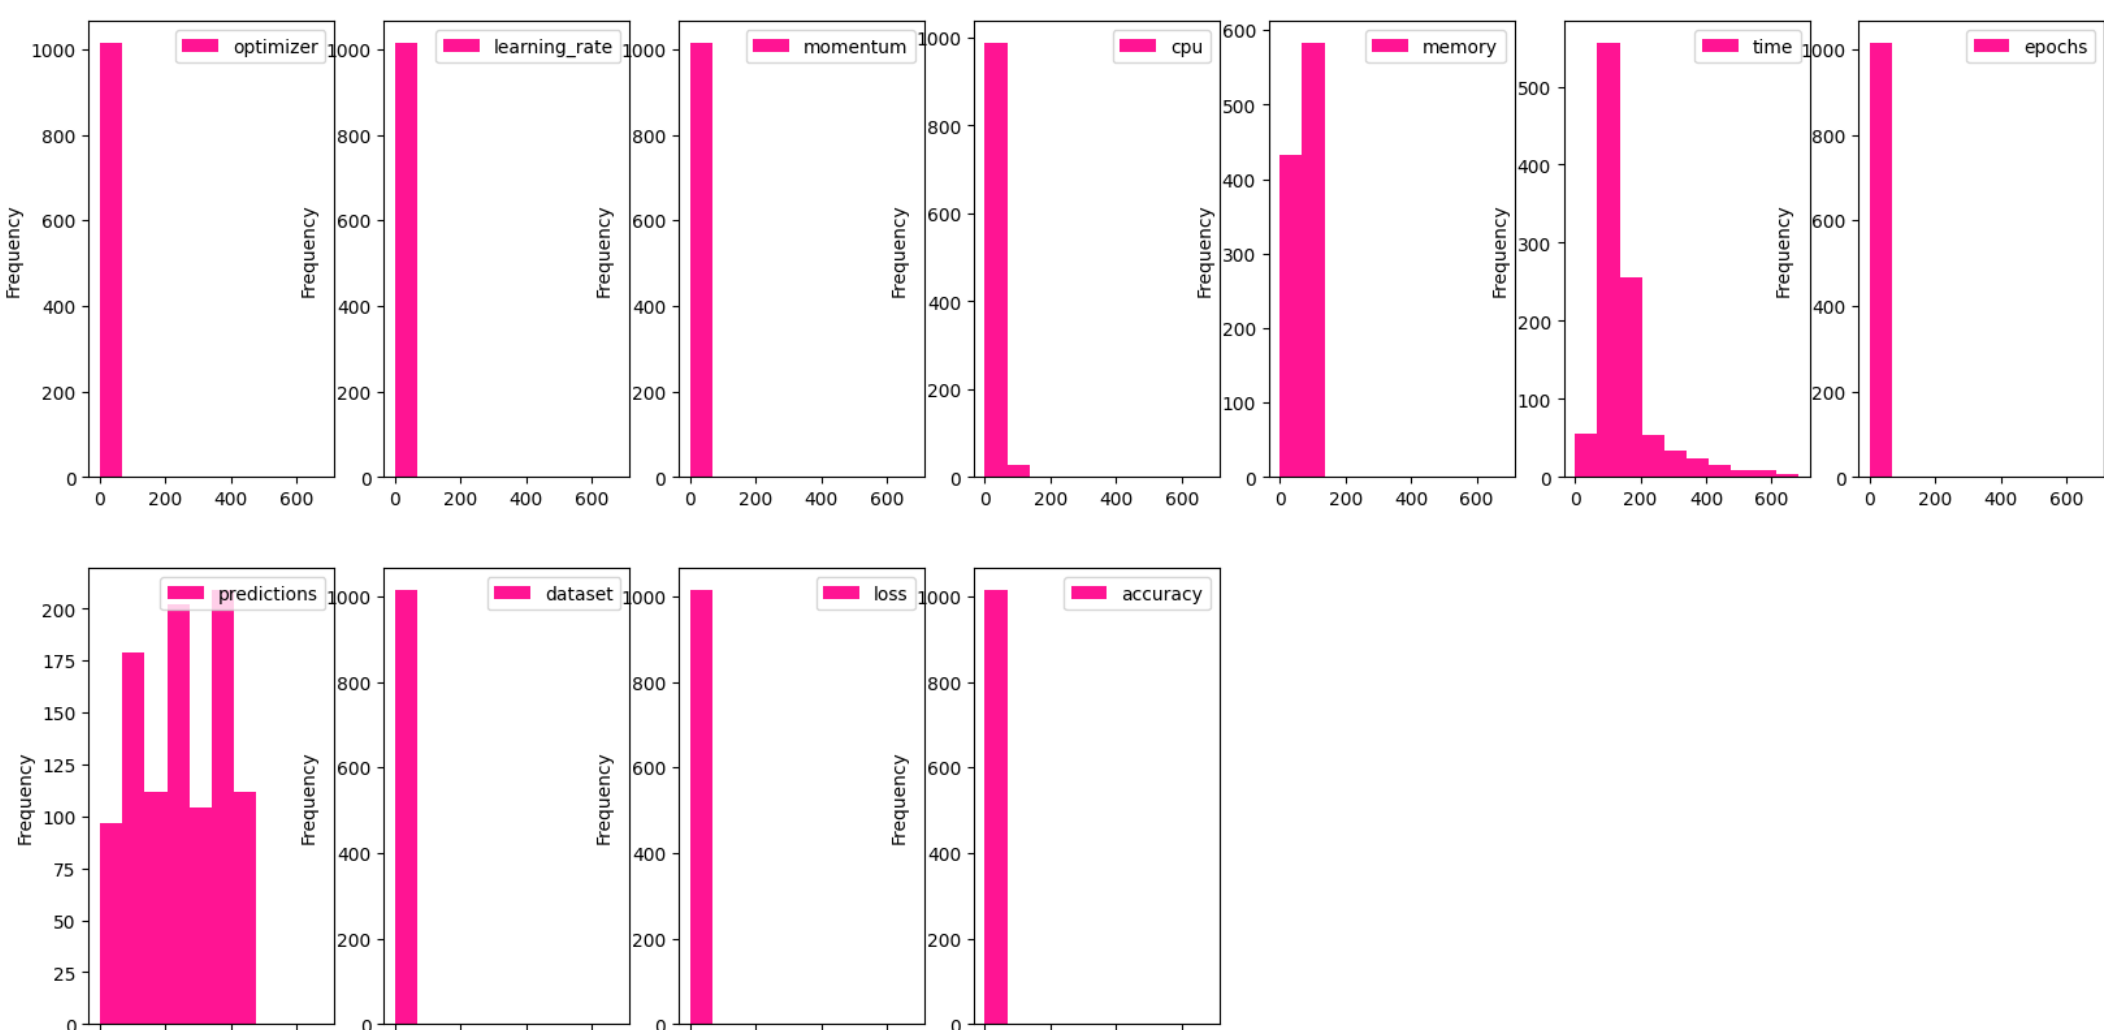 optimizer
1000
800
600
400
200
0
0 200 400 600
Frequency
learning_rate
1000
800
600
400
200
0
0 200 400 600
Frequency
momentum
1000
800
600
400
200
0
0 200 400 600
Frequency
cpu
1000
800
600
400
200
0
0 200 400 600
Frequency
memory
600
500
400
300
200
100
0
0 200 400 600
Frequency
time
500
400
300
200
100
0
0 200 400 600
Frequency
epochs
1000
800
600
400
200
0
0 200 400 600
Frequency
predictions
200
175
150
125
100
75
50
25
0
Frequency
dataset
1000
800
600
400
200
0
Frequency
loss
1000
800
600
400
200
0
Frequency
accuracy
1000
800
600
400
200
0
Frequency